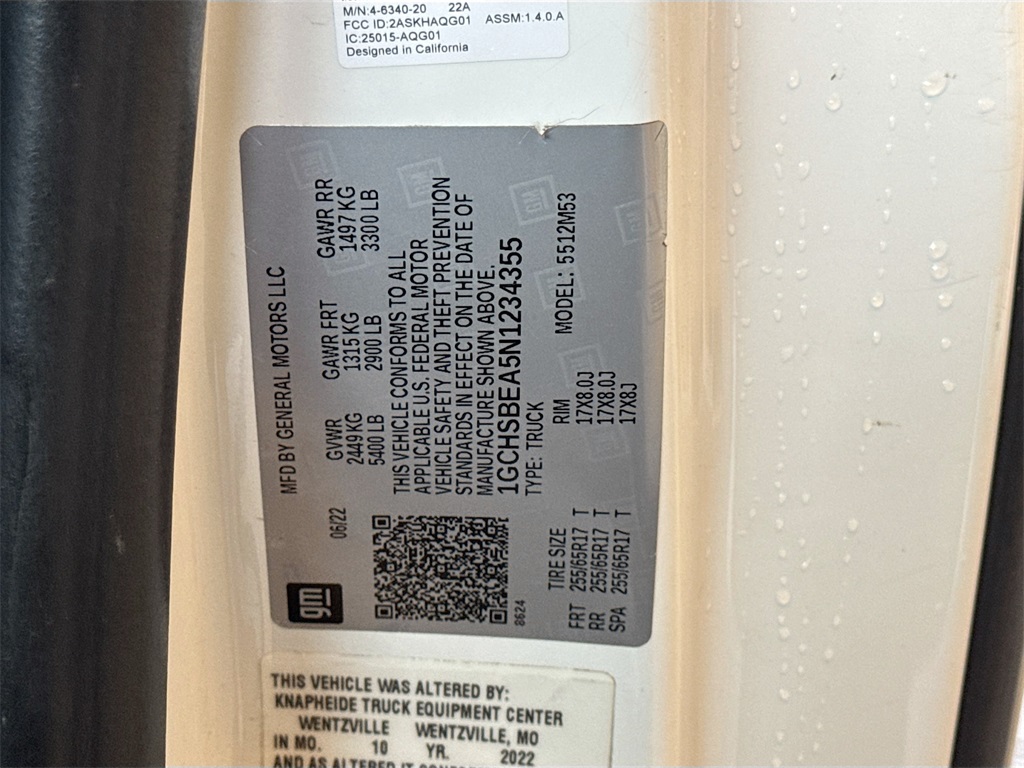 M/N:4-6340-20 22A
FCC ID:2ASKHAQG01 ASSM:1.4.0.A
IC:25015-AQG01
Designed in California
gm
MFD BY GENERAL MOTORS LLC
06/22
GVWR GAWR FRT GAWR RR
2449 KG 1315 KG 1497 KG
5400 LB 2900 LB 3300 LB
THIS VEHICLE CONFORMS TO ALL
APPLICABLE U.S. FEDERAL MOTOR
VEHICLE SAFETY AND THEFT PREVENTION
STANDARDS IN EFFECT ON THE DATE OF
MANUFACTURE SHOWN ABOVE.
1GCHSBEA5N1234355
8624
TYPE: TRUCK
TIRE SIZE RIM MODEL: 5512M53
FRT 255/65R17 T 17X8.0J
RR 255/65R17 T 17X8.0J
SPA 255/65R17 T 17X8J
THIS VEHICLE WAS ALTERED BY:
KNAPHEIDE TRUCK EQUIPMENT CENTER
WENTZVILLE WENTZVILLE, MO
IN MO. 10 YR. 2022
AND AS ALTERED IT